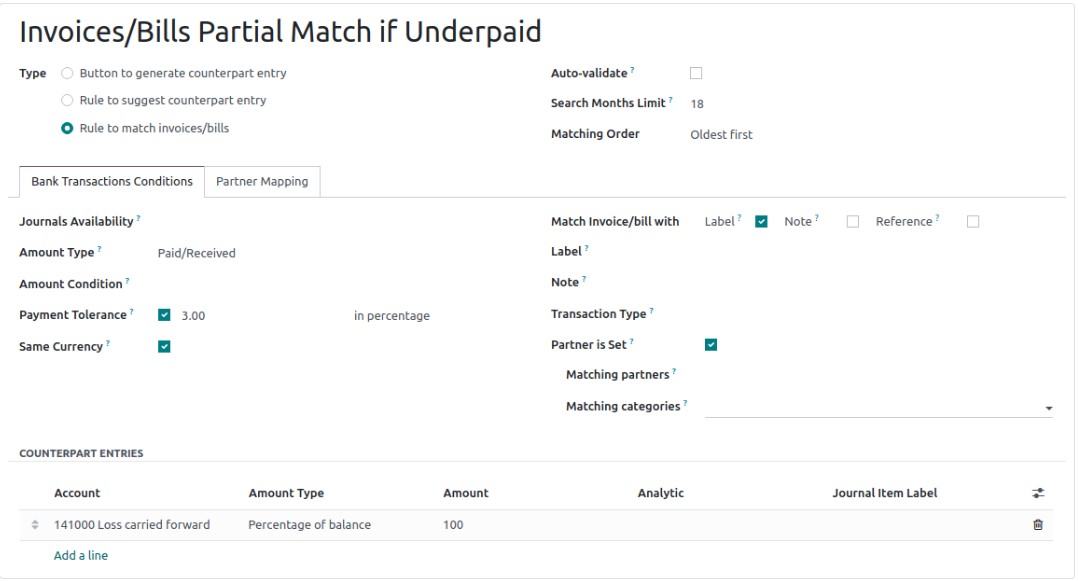 Invoices/Bills Partial Match if Underpaid
Type Button to generate counterpart entry
Rule to suggest counterpart entry
Rule to match invoices/bills
Auto-validate ?
Search Months Limit ? 18
Matching Order Oldest first
Bank Transactions Conditions Partner Mapping
Journals Availability ?
Amount Type ? Paid/Received
Amount Condition ?
Payment Tolerance ? 3.00 in percentage
Same Currency ?
Match Invoice/bill with Label ? Note ? Reference ?
Label ?
Note ?
Transaction Type ?
Partner is Set ?
Matching partners ?
Matching categories ?
COUNTERPART ENTRIES
Account Amount Type Amount Analytic Journal Item Label
141000 Loss carried forward Percentage of balance 100
Add a line